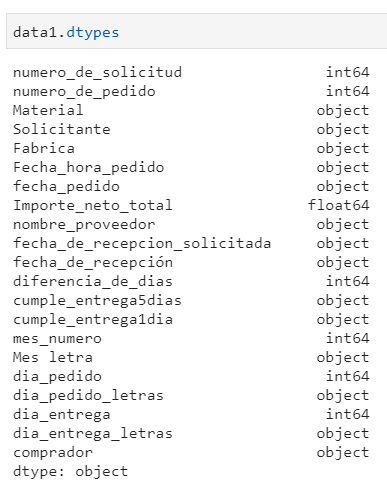 data1.dtypes
numero_de_solicitud int64
numero_de_pedido int64
Material object
Solicitante object
Fabrica object
Fecha_hora_pedido object
fecha_pedido object
Importe_neto_total float64
nombre_proveedor object
fecha_de_recepcion_solicitada object
fecha_de_recepción object
diferencia_de_dias int64
cumple_entrega5dias object
cumple_entrega1dia object
mes_numero int64
Mes letra object
dia_pedido int64
dia_pedido_letras object
dia_entrega int64
dia_entrega_letras object
comprador object
dtype: object